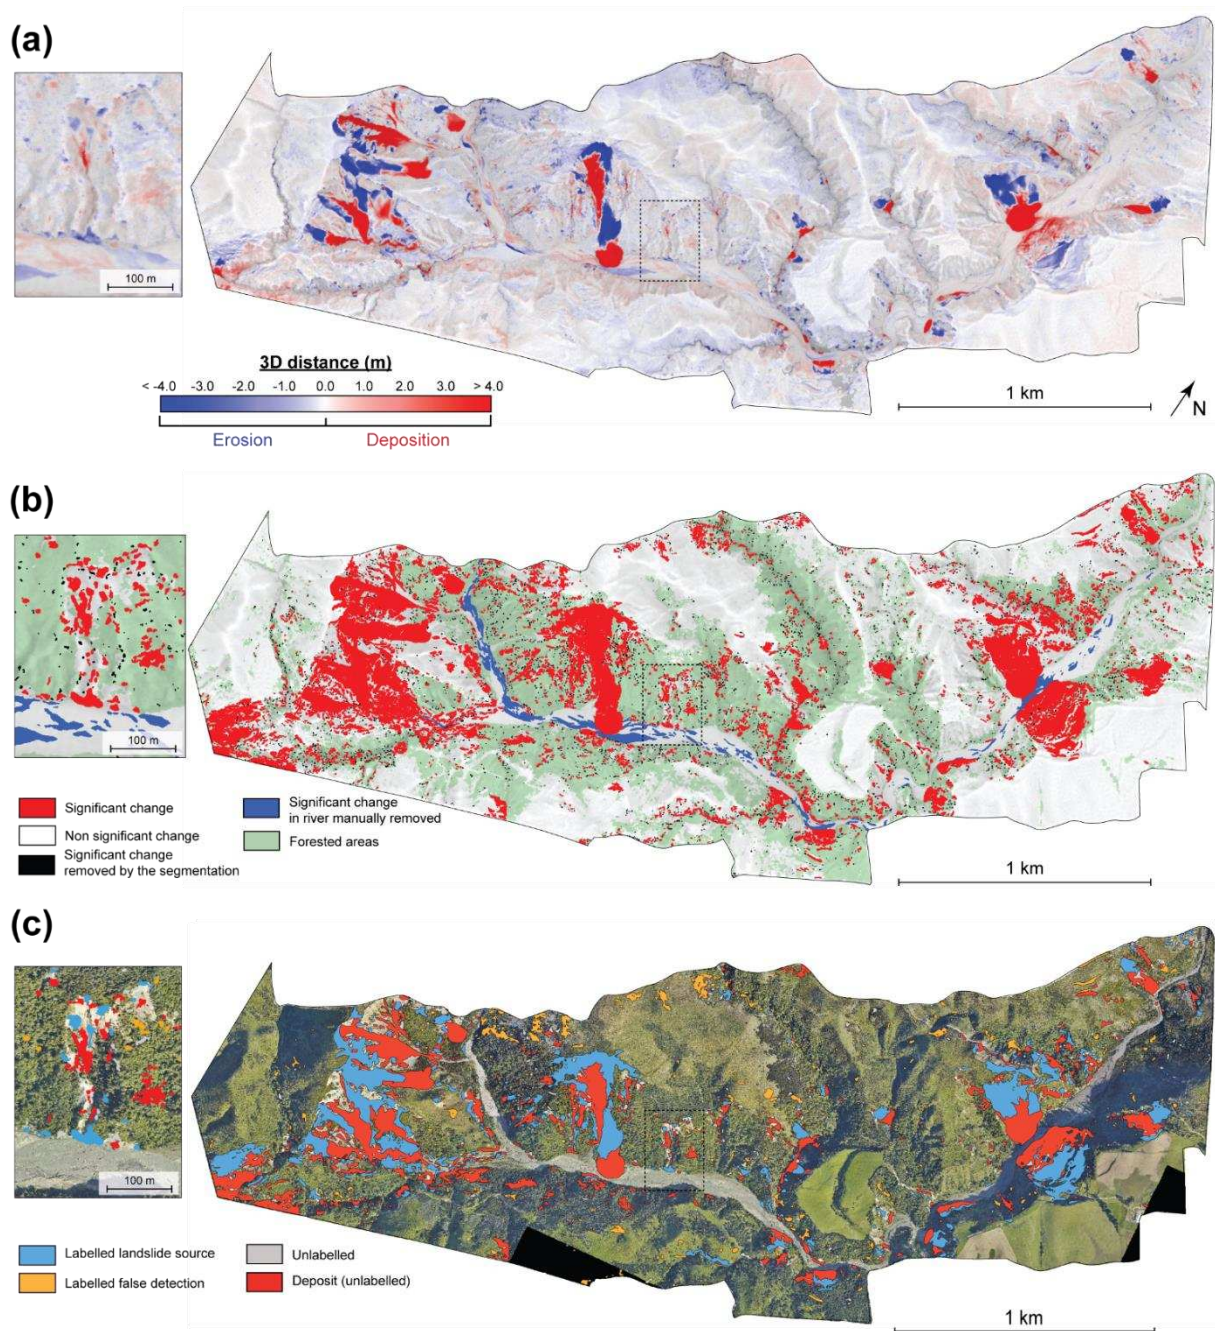 (a)
100 m
3D distance (m)
< -4.0 -3.0 -2.0 -1.0 0.0 1.0 2.0 3.0 > 4.0
Erosion Deposition
1 km
N
(b)
100 m
Significant change
Non significant change
Significant change
removed by the segmentation
Significant change
in river manually removed
Forested areas
1 km
(c)
100 m
Labelled landslide source
Labelled false detection
Unlabelled
Deposit (unlabelled)
1 km